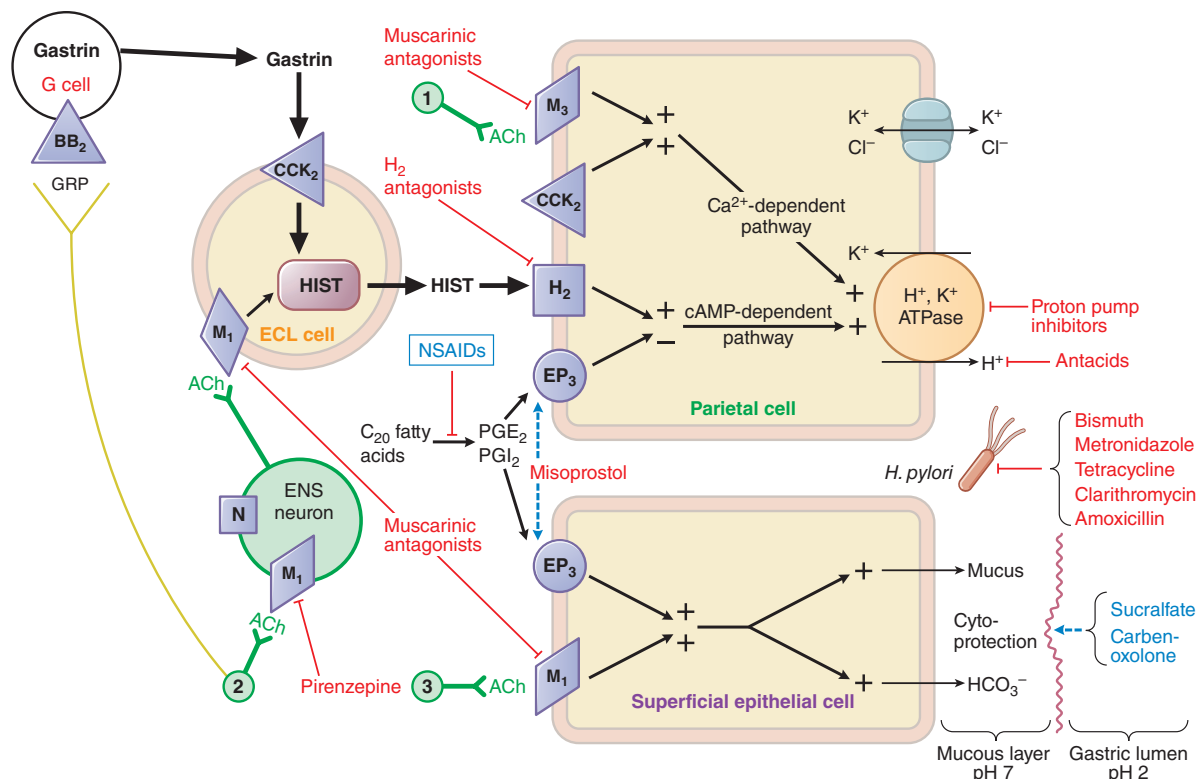 Gastrin
G cell
BB₂
GRP
Gastrin
CCK₂
HIST
ECL cell
M₁
ACh
HIST
Muscarinic
antagonists
1
ACh
M₃
CCK₂
H₂
antagonists
H₂
+
+
Ca²⁺-dependent
pathway
+
−
cAMP-dependent
pathway
+
+
K⁺
Cl⁻
K⁺
Cl⁻
K⁺
H⁺, K⁺
ATPase
H⁺
Proton pump
inhibitors
Antacids
NSAIDs
EP₃
Parietal cell
C₂₀ fatty
acids
PGE₂
PGI₂
Misoprostol
H. pylori
Bismuth
Metronidazole
Tetracycline
Clarithromycin
Amoxicillin
N
ENS
neuron
M₁
ACh
2
Pirenzepine
Muscarinic
antagonists
3
ACh
EP₃
M₁
+
+
+
+
Superficial epithelial cell
Mucus
Cyto-
protection
HCO₃⁻
Sucralfate
Carben-
oxolone
Mucous layer
pH 7
Gastric lumen
pH 2